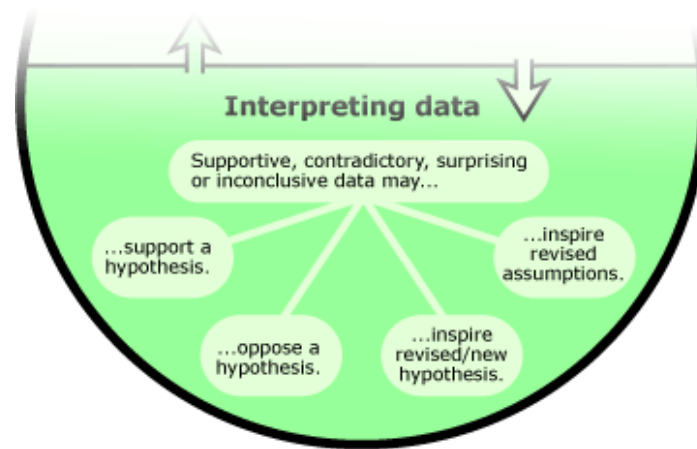 Interpreting data
Supportive, contradictory, surprising
or inconclusive data may...
...support a
hypothesis.
...oppose a
hypothesis.
...inspire
revised/new
hypothesis.
...inspire
revised
assumptions.